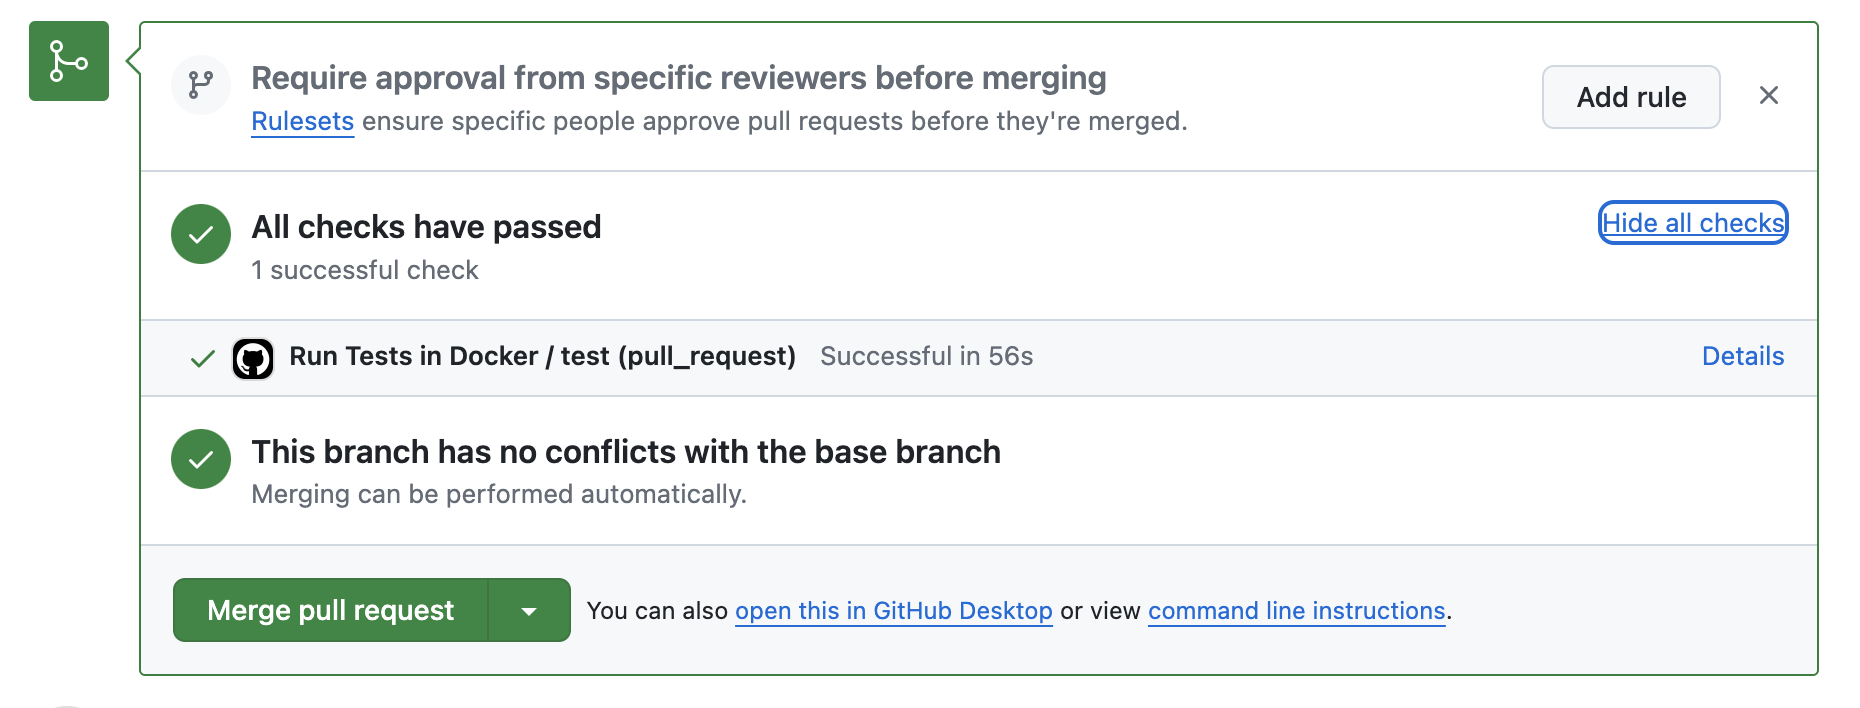 Require approval from specific reviewers before merging
Rulesets ensure specific people approve pull requests before they're merged.
Add rule
All checks have passed
1 successful check
Hide all checks
Run Tests in Docker / test (pull_request) Successful in 56s
Details
This branch has no conflicts with the base branch
Merging can be performed automatically.
Merge pull request
You can also open this in GitHub Desktop or view command line instructions.